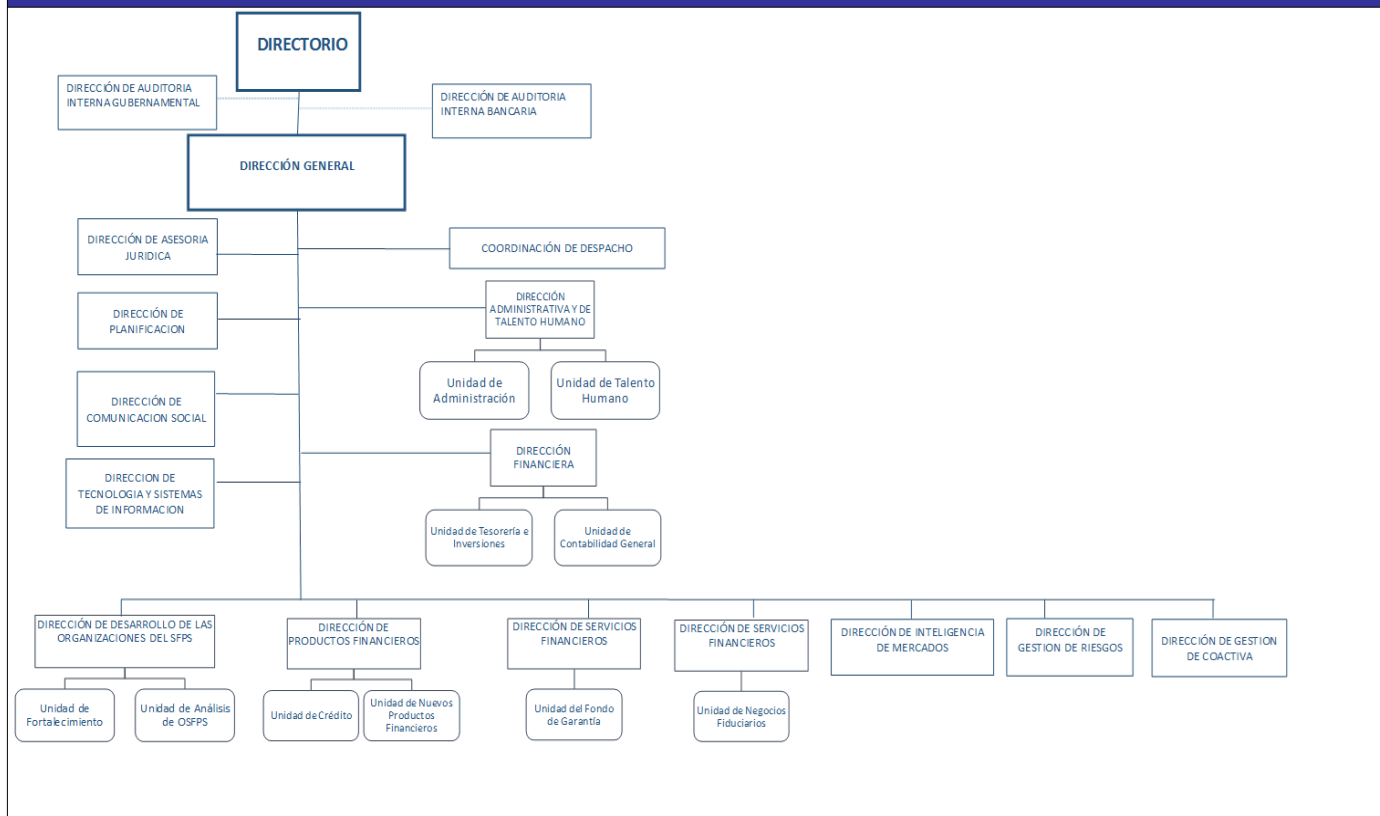 DIRECTORIO
DIRECCIÓN DE AUDITORIA
INTERNA GUBERNAMENTAL
DIRECCIÓN DE AUDITORIA
INTERNA BANCARIA
DIRECCIÓN GENERAL
DIRECCIÓN DE ASESORIA
JURIDICA
COORDINACIÓN DE DESPACHO
DIRECCIÓN DE
PLANIFICACION
DIRECCIÓN
ADMINISTRATIVA Y DE
TALENTO HUMANO
Unidad de
Administración
Unidad de Talento
Humano
DIRECCIÓN DE
COMUNICACION SOCIAL
DIRECCIÓN
FINANCIERA
DIRECCION DE
TECNOLOGIA Y SISTEMAS
DE INFORMACION
Unidad de Tesorería e
Inversiones
Unidad de
Contabilidad General
DIRECCIÓN DE DESARROLLO DE LAS
ORGANIZACIONES DEL SFPS
DIRECCIÓN DE
PRODUCTOS FINANCIEROS
DIRECCIÓN DE SERVICIOS
FINANCIEROS
DIRECCIÓN DE SERVICIOS
FINANCIEROS
DIRECCIÓN DE INTELIGENCIA
DE MERCADOS
DIRECCIÓN DE
GESTION DE RIESGOS
DIRECCIÓN DE GESTION
DE COACTIVA
Unidad de
Fortalecimiento
Unidad de Análisis
de OSFPS
Unidad de Crédito
Unidad de Nuevos
Productos
Financieros
Unidad del Fondo
de Garantía
Unidad de Negocios
Fiduciarios